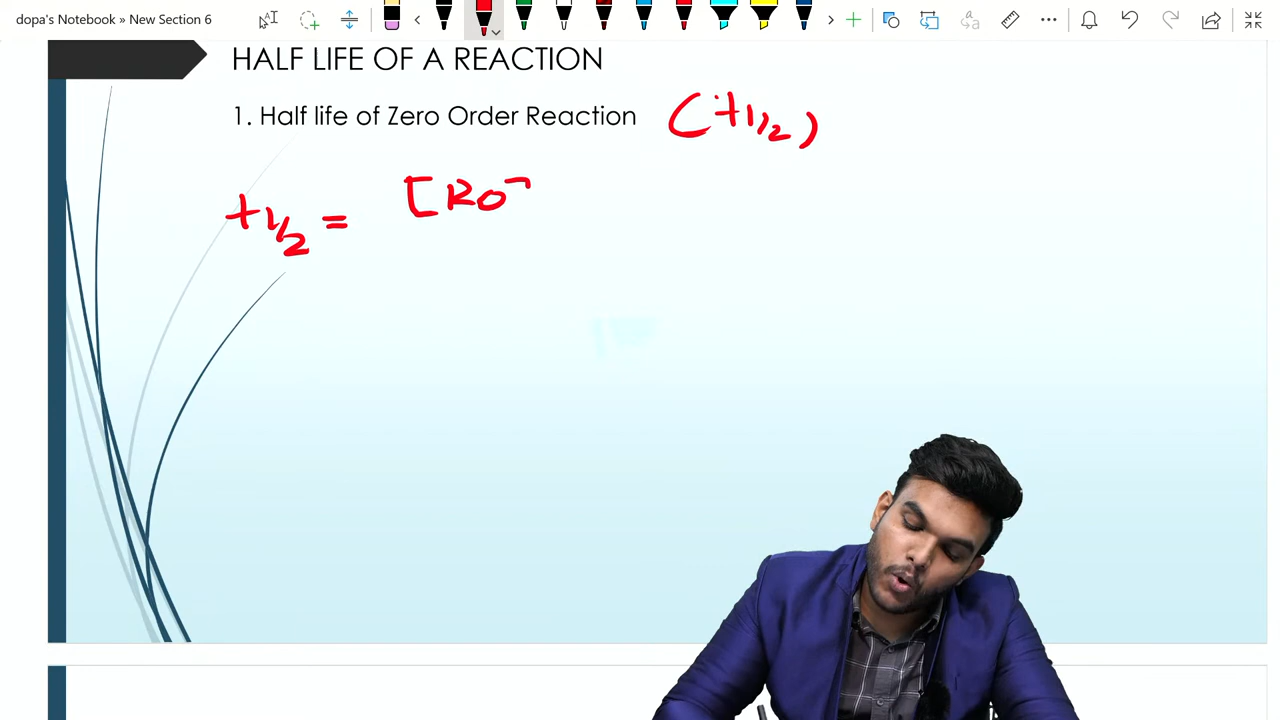 dopa's Notebook » New Section 6
HALF LIFE OF A REACTION
1. Half life of Zero Order Reaction (t1/2)
t1/2 = [R0]